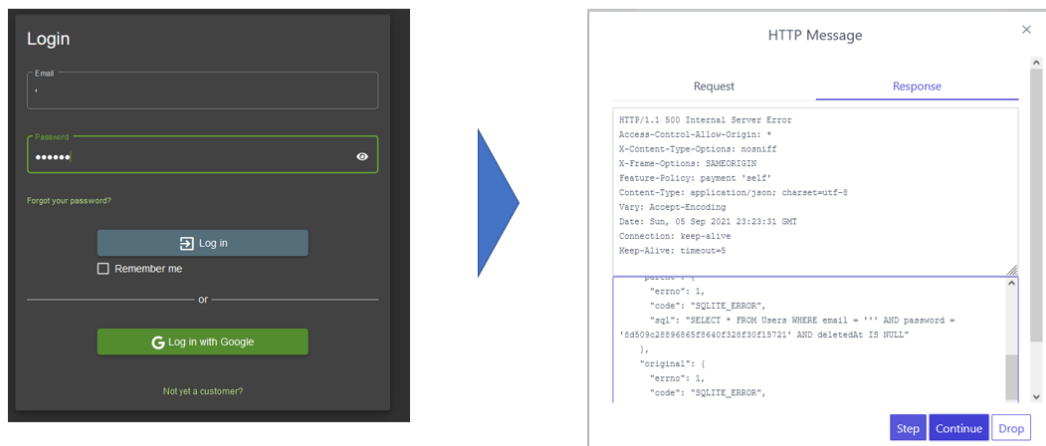 Login
Email
'
Password
••••••
Forgot your password?
Log in
Remember me
or
G Log in with Google
Not yet a customer?
HTTP Message
×
Request
Response
HTTP/1.1 500 Internal Server Error
Access-Control-Allow-Origin: *
X-Content-Type-Options: nosniff
X-Frame-Options: SAMEORIGIN
Feature-Policy: payment 'self'
Content-Type: application/json; charset=utf-8
Vary: Accept-Encoding
Date: Sun, 05 Sep 2021 23:23:31 GMT
Connection: keep-alive
Keep-Alive: timeout=5
"parent": {
"errno": 1,
"code": "SQLITE_ERROR",
"sql": "SELECT * FROM Users WHERE email = ''' AND password =
'8d509c28896865f8640f328f30f15721' AND deletedAt IS NULL"
},
"original": {
"errno": 1,
"code": "SQLITE_ERROR",
Step
Continue
Drop